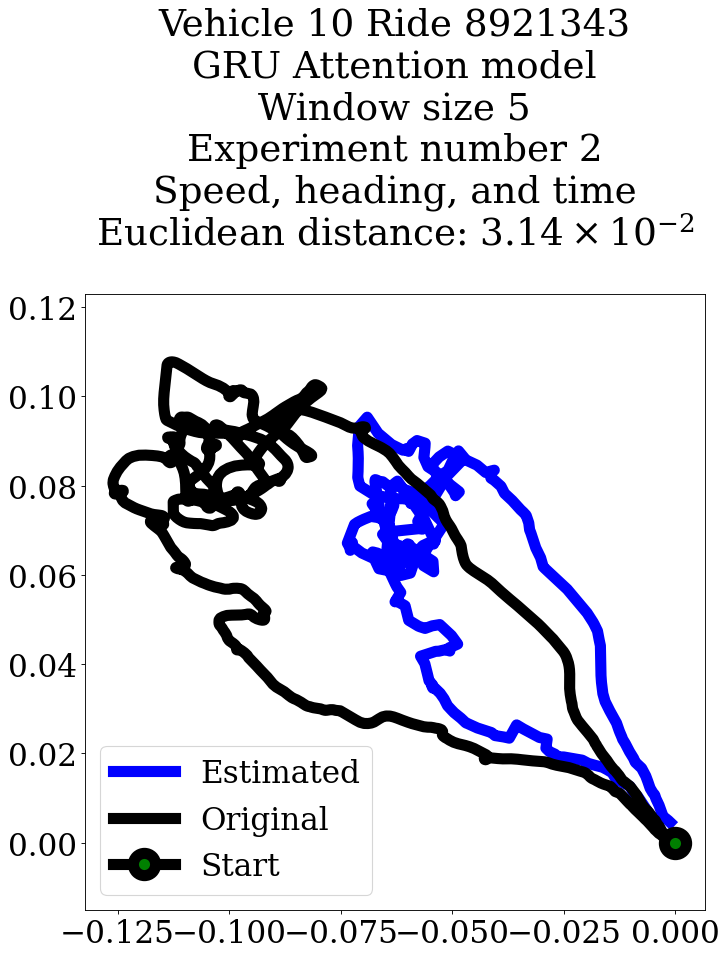 Vehicle 10 Ride 8921343
GRU Attention model
Window size 5
Experiment number 2
Speed, heading, and time
Euclidean distance: 3.14 × 10⁻²
0.12
0.10
0.08
0.06
0.04
0.02
0.00
Estimated
Original
Start
−0.125 −0.100 −0.075 −0.050 −0.025 0.000